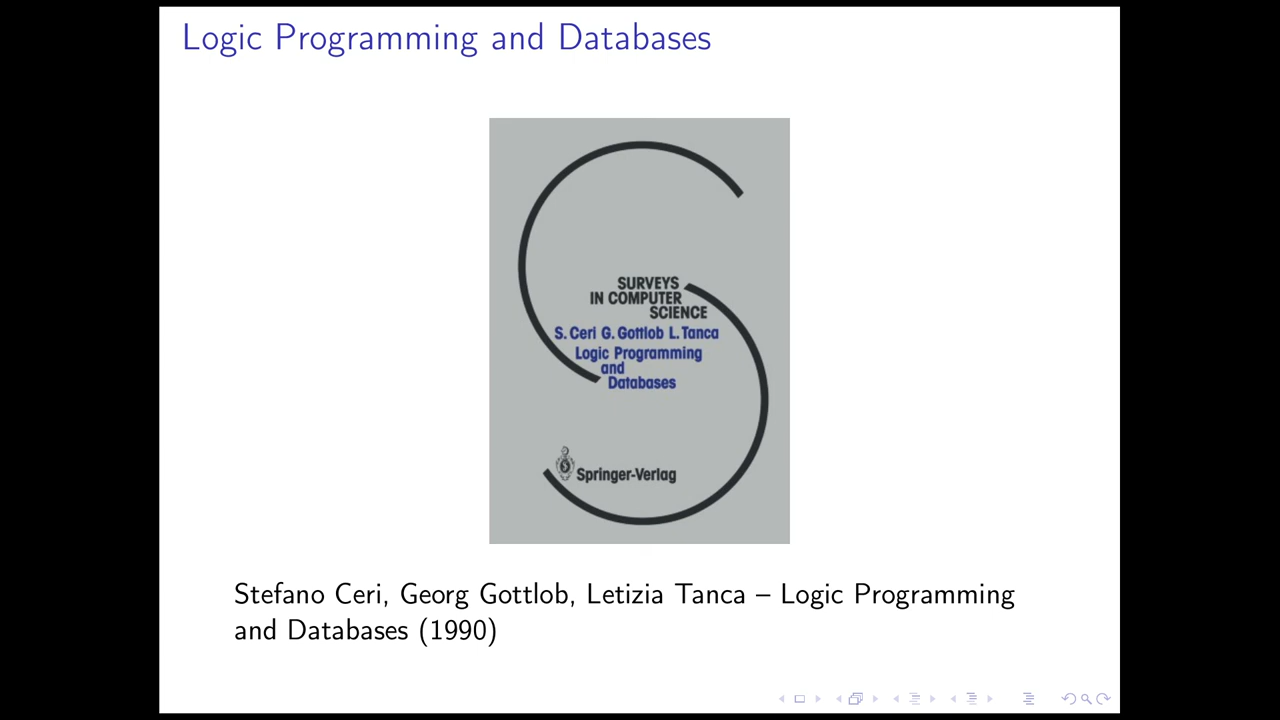 Logic Programming and Databases
SURVEYS
IN COMPUTER
SCIENCE
S. Ceri G. Gottlob L. Tanca
Logic Programming
and
Databases
Springer-Verlag
Stefano Ceri, Georg Gottlob, Letizia Tanca – Logic Programming
and Databases (1990)